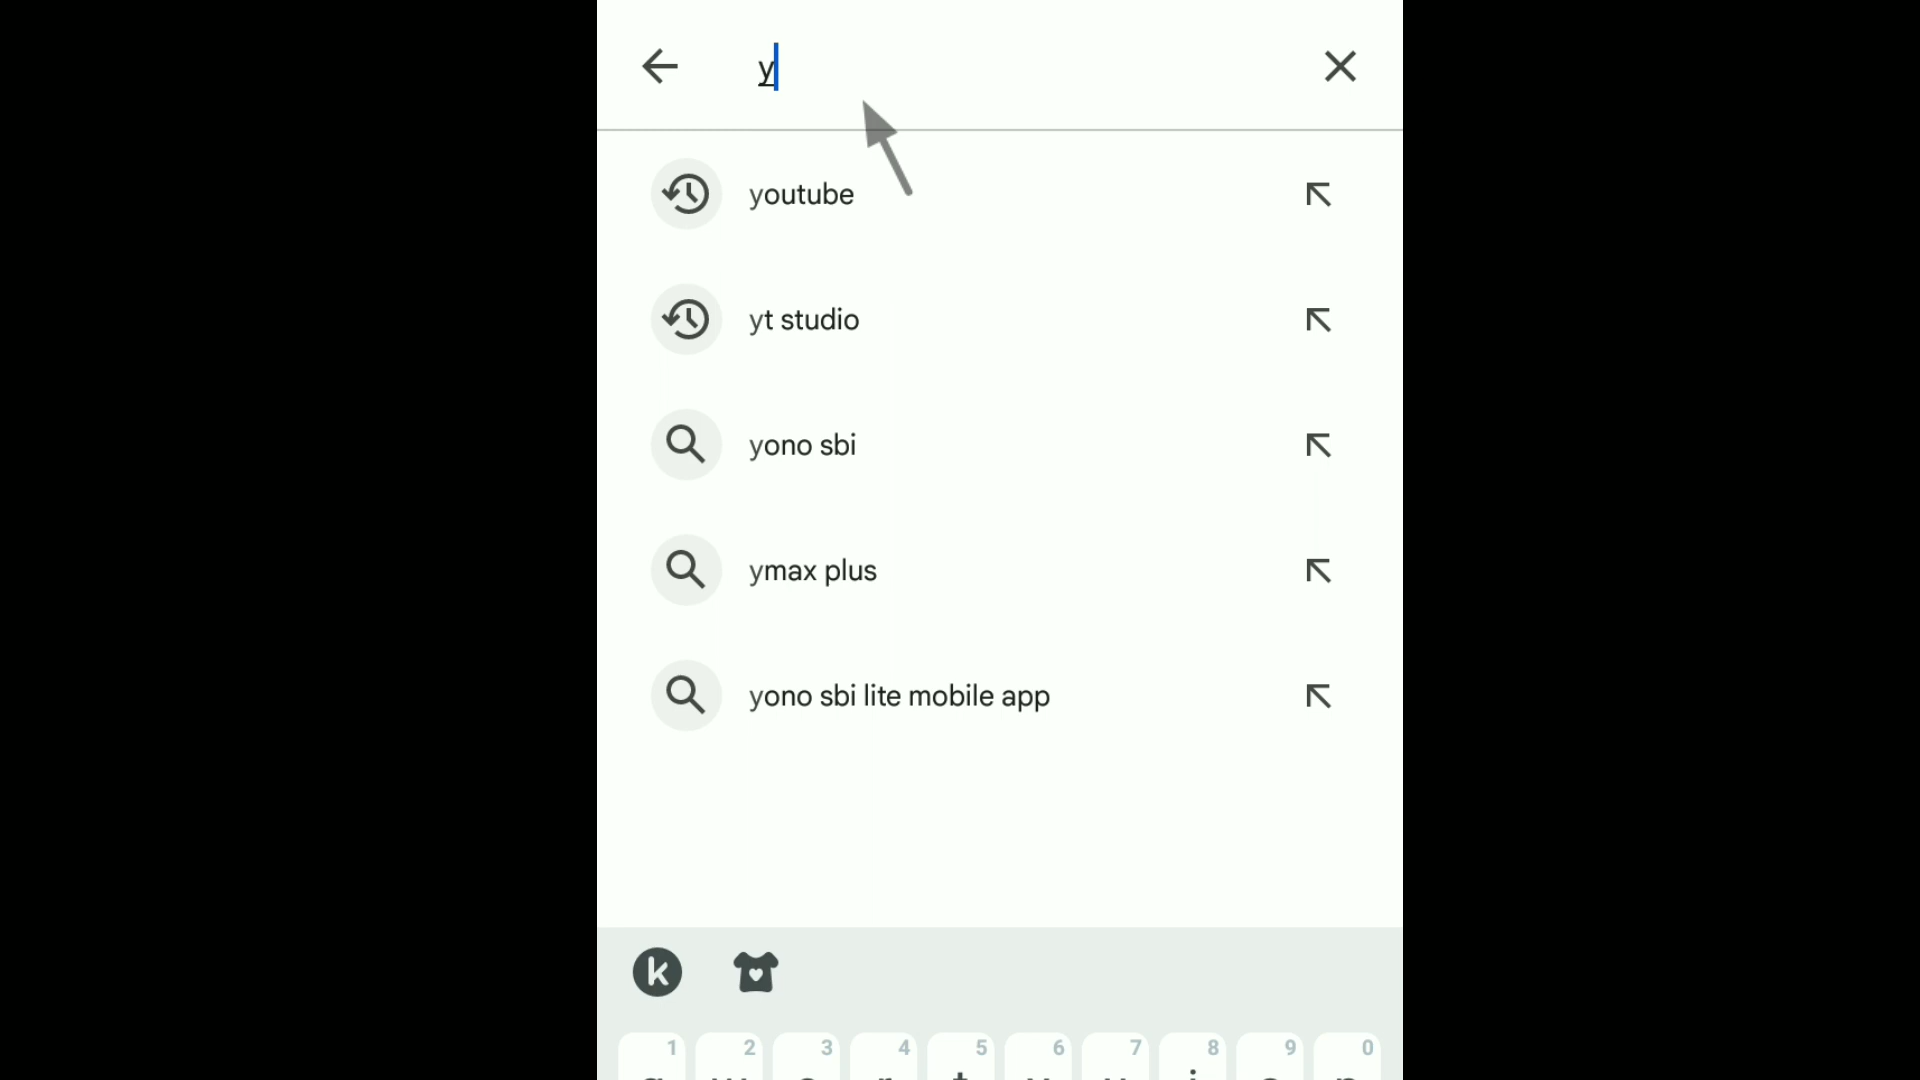 y
youtube
yt studio
yono sbi
ymax plus
yono sbi lite mobile app
k
1 2 3 4 5 6 7 8 9 0